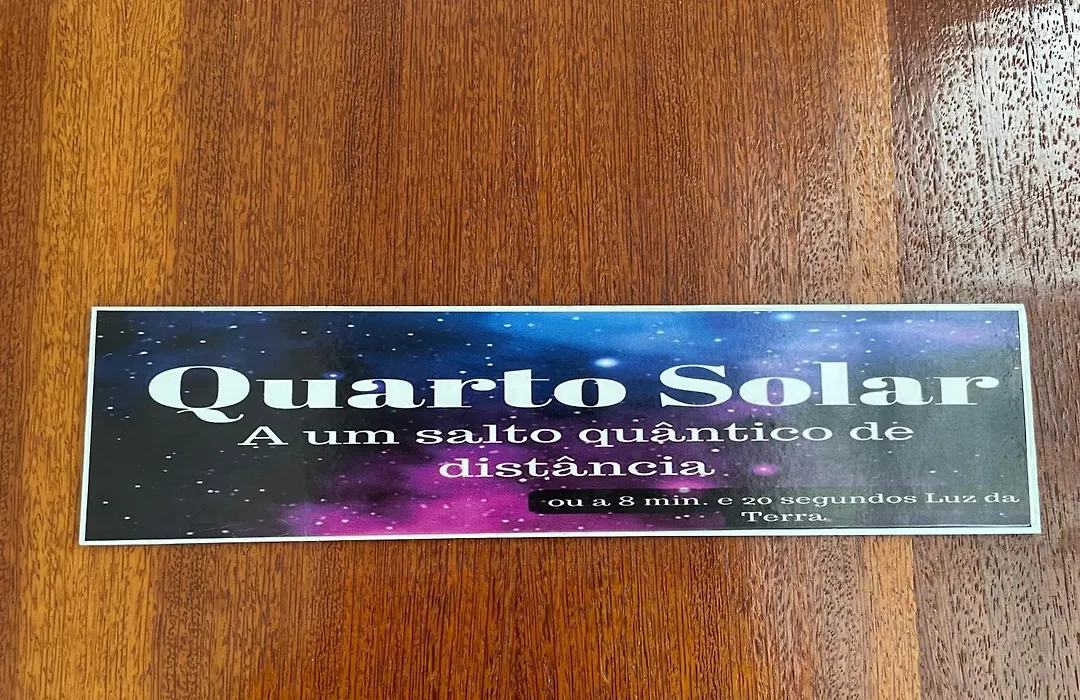 Quarto Solar
A um salto quântico de
distância
ou a 8 min. e 20 segundos Luz da
Terra